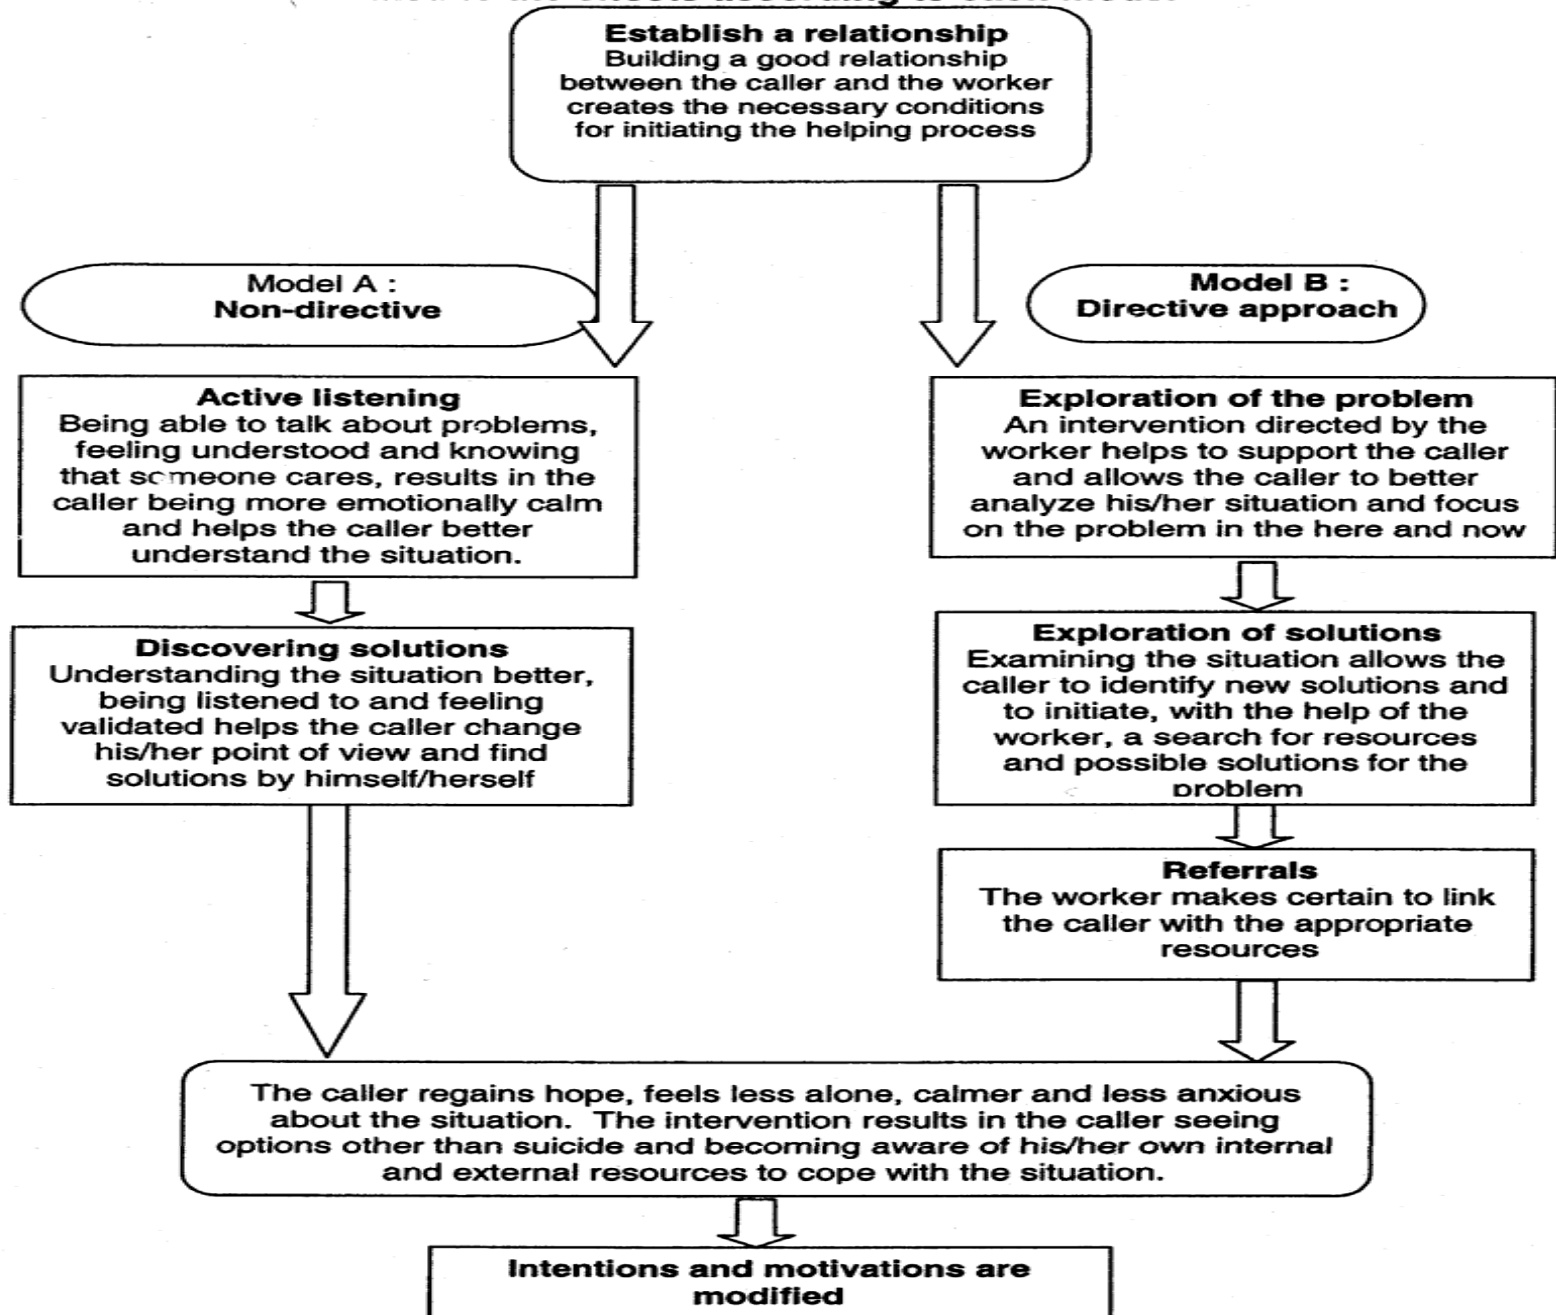 Establish a relationship
Building a good relationship
between the caller and the worker
creates the necessary conditions
for initiating the helping process
Model A :
Non-directive
Model B :
Directive approach
Active listening
Being able to talk about problems,
feeling understood and knowing
that someone cares, results in the
caller being more emotionally calm
and helps the caller better
understand the situation.
Exploration of the problem
An intervention directed by the
worker helps to support the caller
and allows the caller to better
analyze his/her situation and focus
on the problem in the here and now
Discovering solutions
Understanding the situation better,
being listened to and feeling
validated helps the caller change
his/her point of view and find
solutions by himself/herself
Exploration of solutions
Examining the situation allows the
caller to identify new solutions and
to initiate, with the help of the
worker, a search for resources
and possible solutions for the
problem
Referrals
The worker makes certain to link
the caller with the appropriate
resources
The caller regains hope, feels less alone, calmer and less anxious
about the situation. The intervention results in the caller seeing
options other than suicide and becoming aware of his/her own internal
and external resources to cope with the situation.
Intentions and motivations are
modified